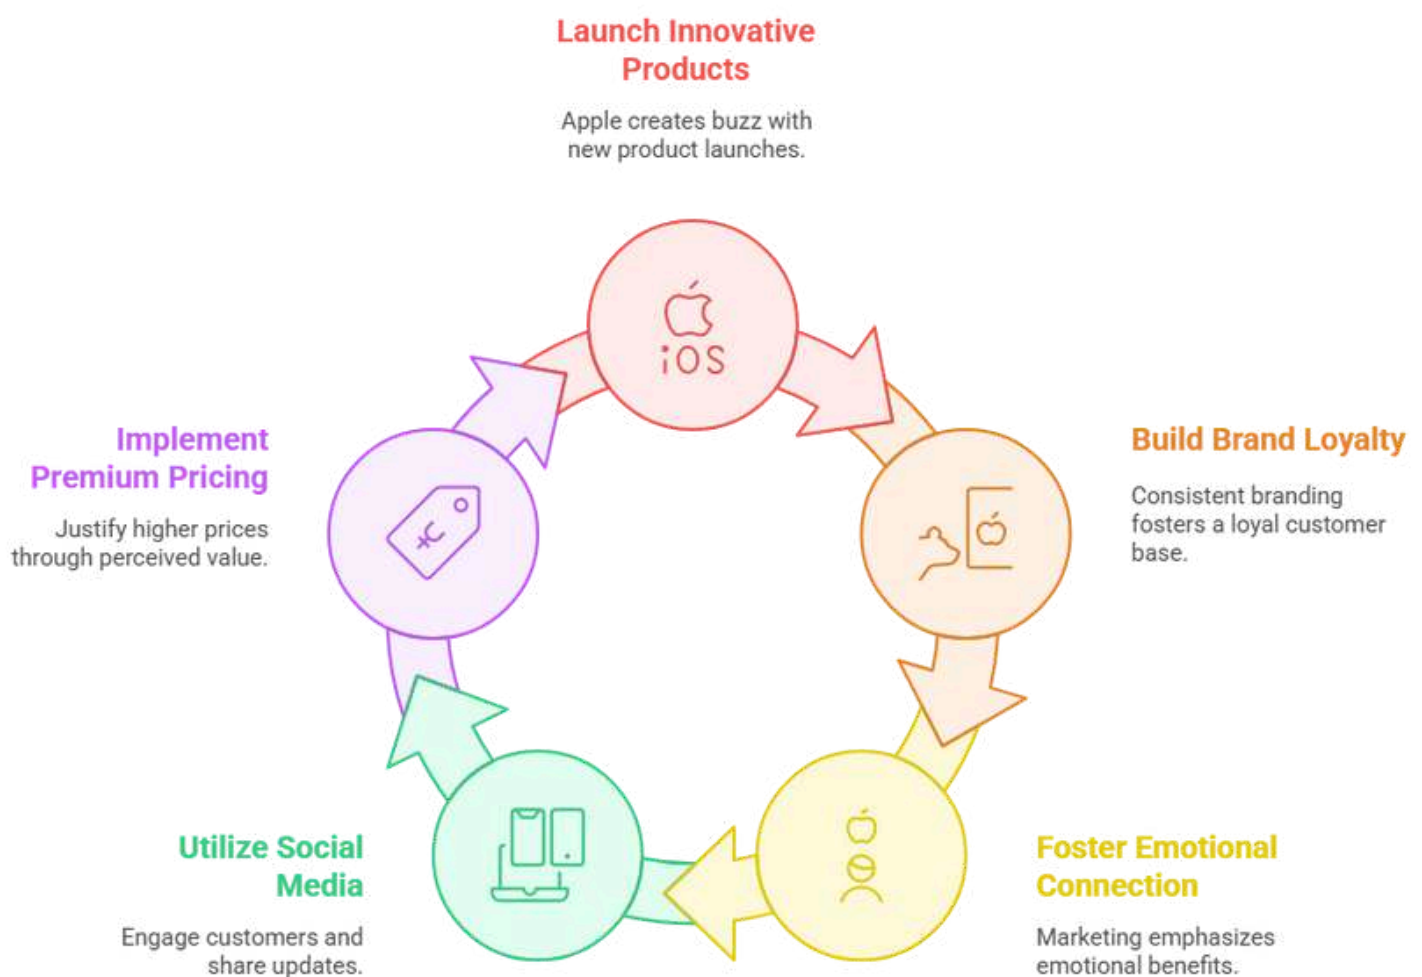 Launch Innovative
Products
Apple creates buzz with
new product launches.
iOS
Build Brand Loyalty
Consistent branding
fosters a loyal customer
base.
Foster Emotional
Connection
Marketing emphasizes
emotional benefits.
Utilize Social
Media
Engage customers and
share updates.
Implement
Premium Pricing
Justify higher prices
through perceived value.